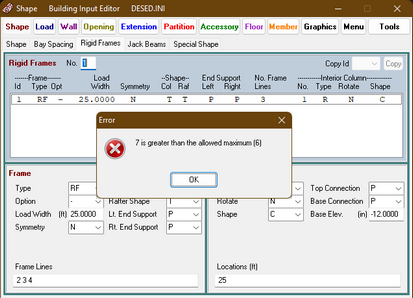 Shape Building Input Editor DESED.INI
Shape Load Wall Opening Extension Partition Accessory Floor Member Graphics Menu Tools
Shape Bay Spacing Rigid Frames Jack Beams Special Shape
Rigid Frames No. 1 Copy Id Copy
----Frame---- Load -Shape- End Support No. Frame ------Interior Column------
Id Type Opt Width Symmetry Col Raf Left Right Lines No. Type Rotate Shape
1 RF - 25.0000 N T T P P 3 1 R N C
Error
7 is greater than the allowed maximum (6)
OK
Frame
Type RF
Option - Rafter Shape T
Load Width (ft) 25.0000 Lt. End Support P
Symmetry N Rt. End Support P
Frame Lines
2 3 4
Top Connection P
Rotate N Base Connection P
Shape C Base Elev. (in) -12.0000
Locations (ft)
25